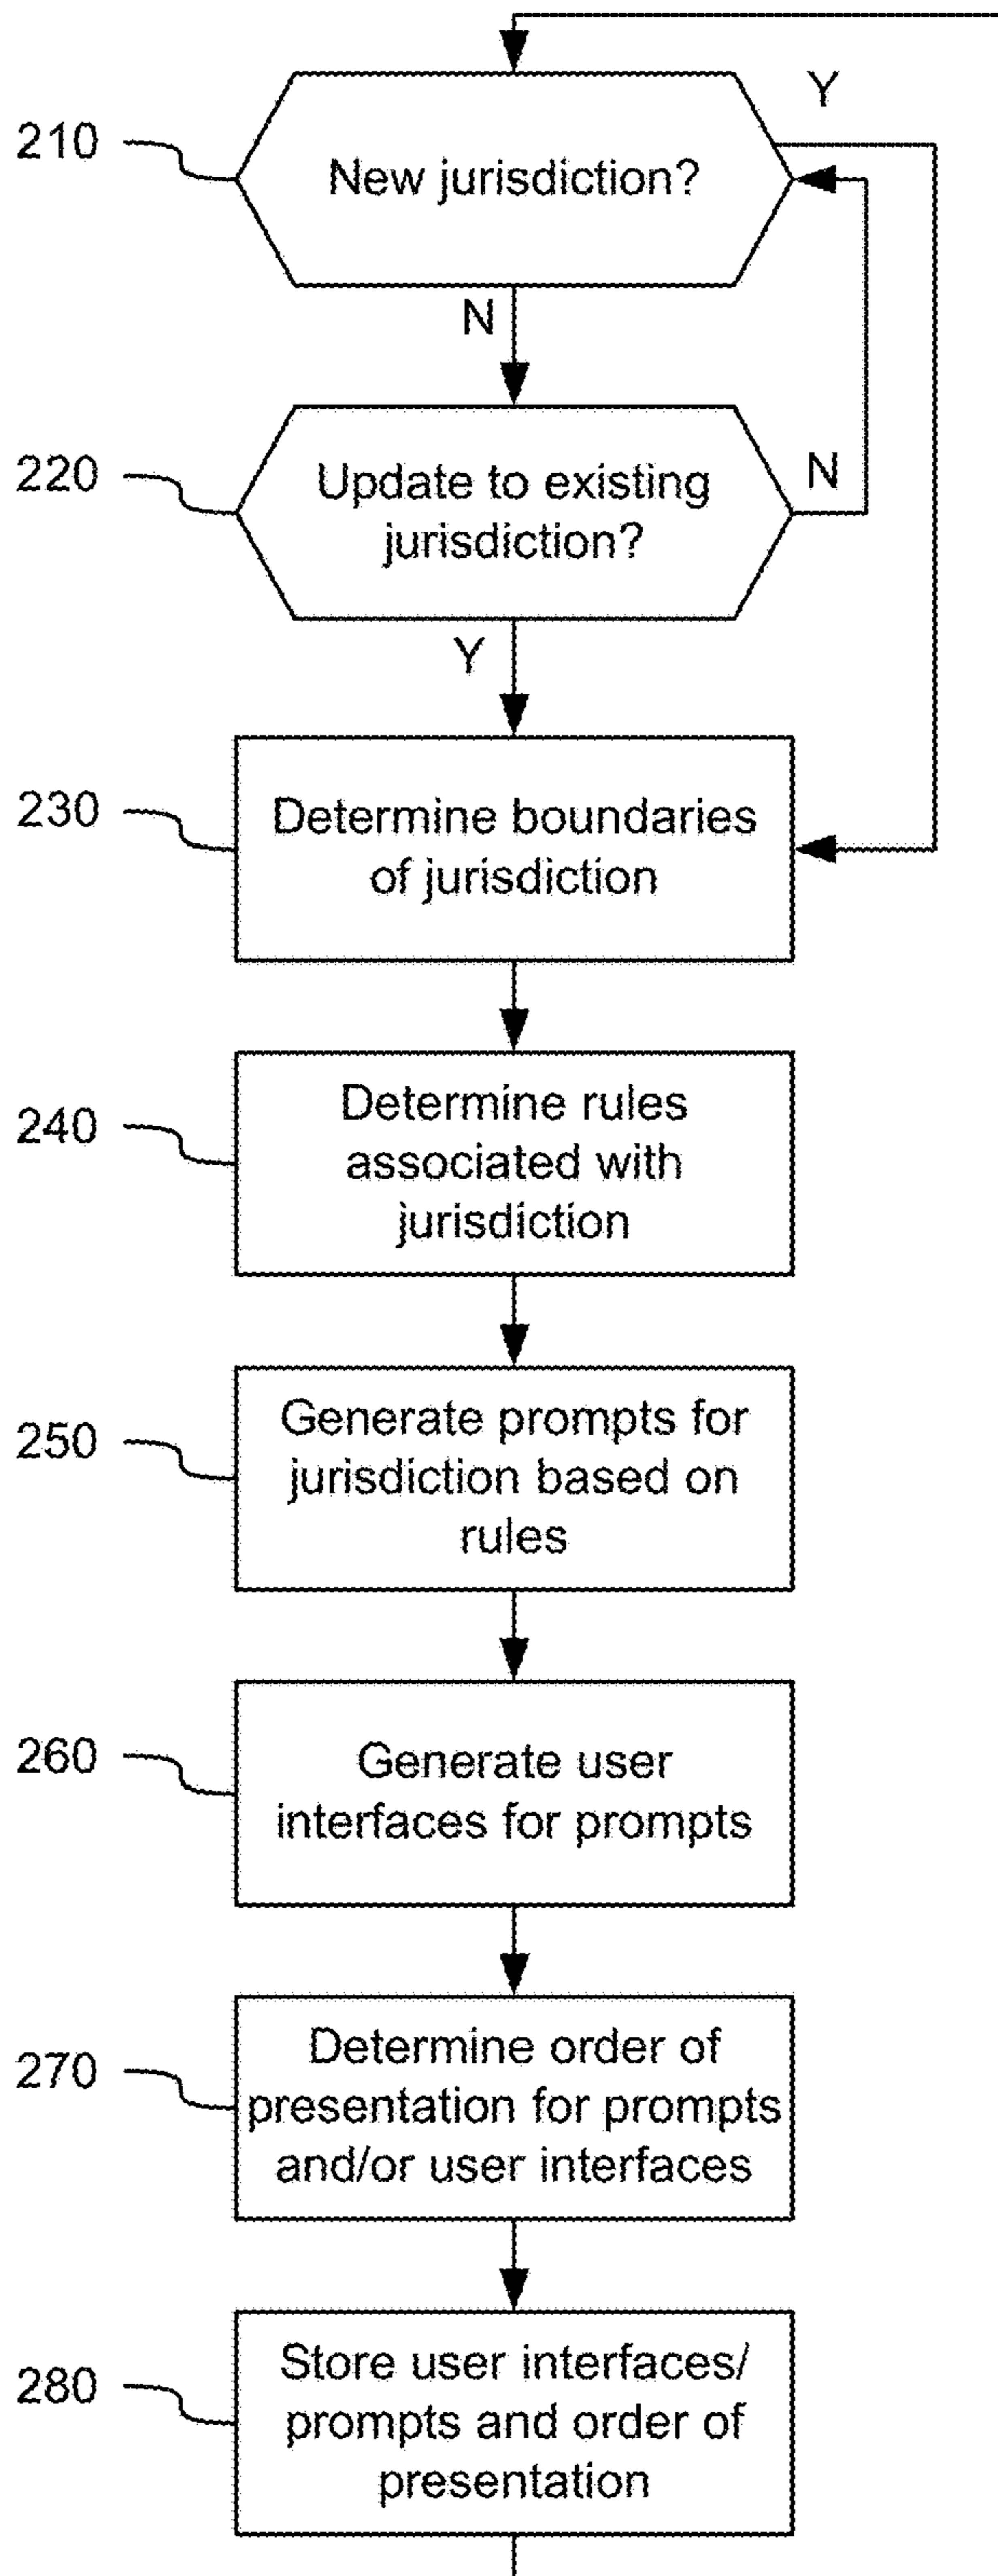 210
New jurisdiction?
Y
N
220
Update to existing
jurisdiction?
N
Y
230
Determine boundaries
of jurisdiction
240
Determine rules
associated with
jurisdiction
250
Generate prompts for
jurisdiction based on
rules
260
Generate user
interfaces for prompts
270
Determine order of
presentation for prompts
and/or user interfaces
280
Store user interfaces/
prompts and order of
presentation